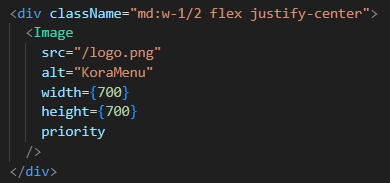 <div className="md:w-1/2 flex justify-center">
<Image
src="/logo.png"
alt="KoraMenu"
width={700}
height={700}
priority
/>
</div>